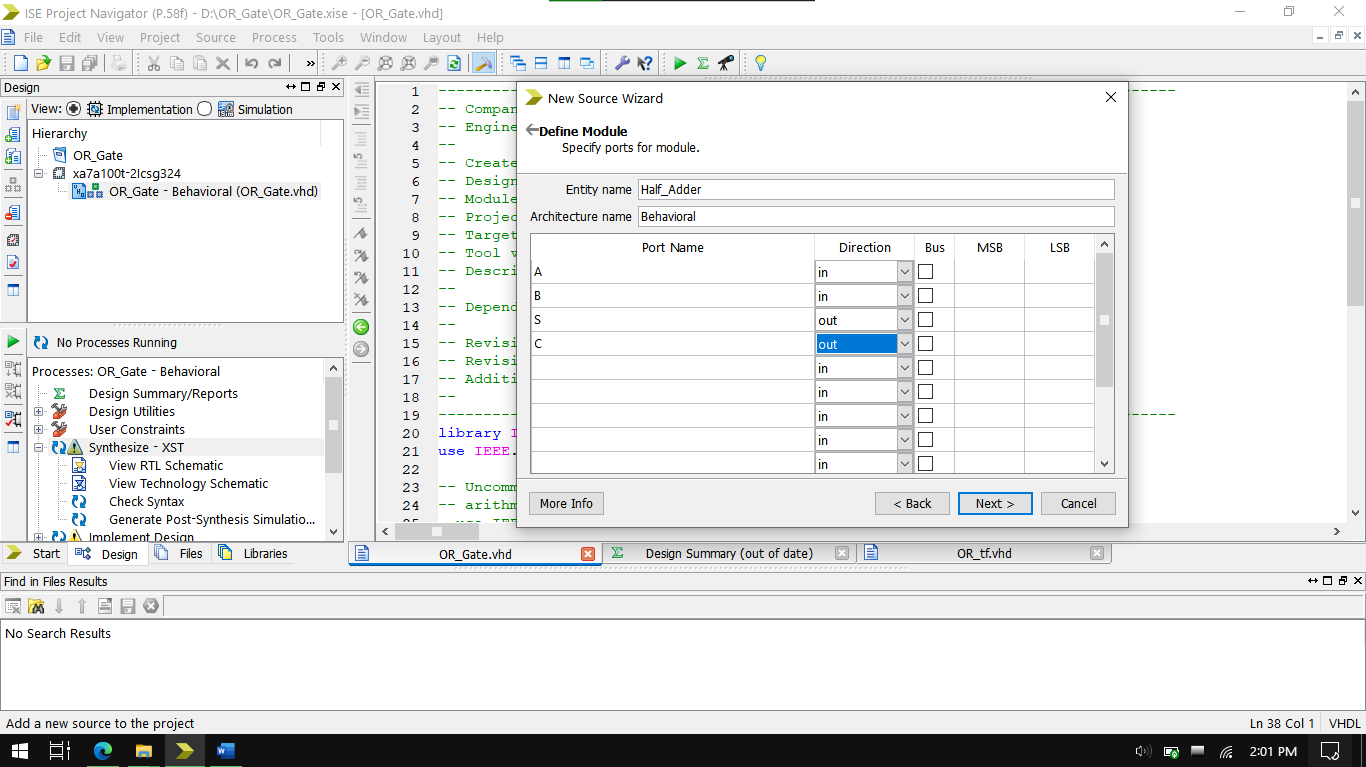 ISE Project Navigator (P.58f) - D:\OR_Gate\OR_Gate.xise - [OR_Gate.vhd]
File Edit View Project Source Process Tools Window Layout Help
Design
View: Implementation Simulation
Hierarchy
OR_Gate
xa7a100t-2Icsg324
OR_Gate - Behavioral (OR_Gate.vhd)
No Processes Running
Processes: OR_Gate - Behavioral
Design Summary/Reports
Design Utilities
User Constraints
Synthesize - XST
View RTL Schematic
View Technology Schematic
Check Syntax
Generate Post-Synthesis Simulatio...
Implement Design
Start Design Files Libraries
1 ----------
2 -- Compan
3 -- Engine
4 --
5 -- Create
6 -- Design
7 -- Module
8 -- Projec
9 -- Target
10 -- Tool v
11 -- Descri
12 --
13 -- Depend
14 --
15 -- Revisi
16 -- Revisi
17 -- Additi
18 --
19 ----------
20 library I
21 use IEEE.
22
23 -- Uncomm
24 -- arithm
25 --use IEE
New Source Wizard
Define Module
Specify ports for module.
Entity name Half_Adder
Architecture name Behavioral
Port Name Direction Bus MSB LSB
A in
B in
S out
C out
in
in
in
in
in
More Info < Back Next > Cancel
OR_Gate.vhd Design Summary (out of date) OR_tf.vhd
Find in Files Results
No Search Results
Add a new source to the project Ln 38 Col 1 VHDL
2:01 PM